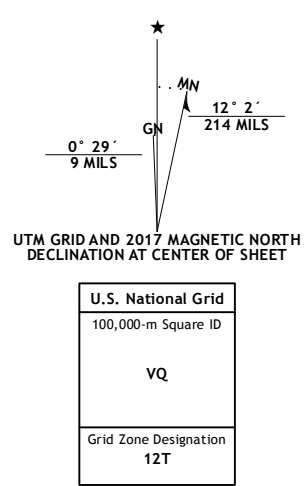 ★
MN
12° 2´
214 MILS
GN
0° 29´
9 MILS
UTM GRID AND 2017 MAGNETIC NORTH
DECLINATION AT CENTER OF SHEET
U.S. National Grid
100,000-m Square ID
VQ
Grid Zone Designation
12T